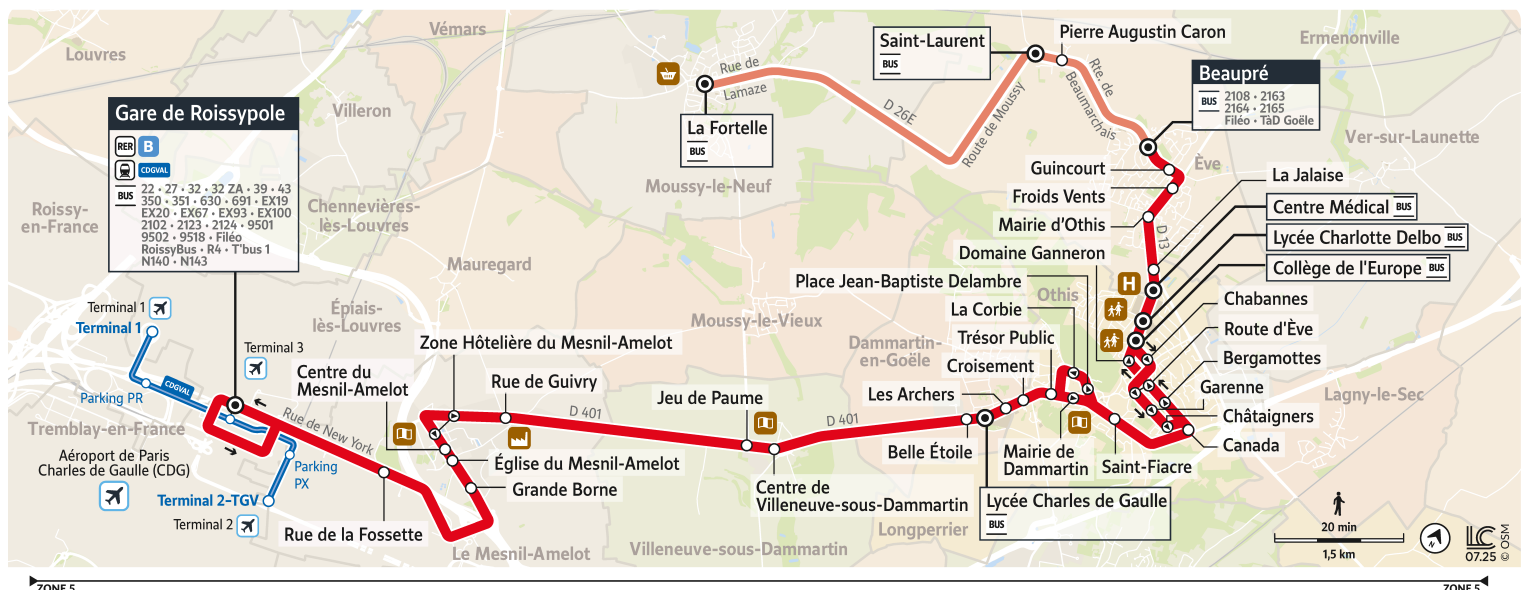 Louvres
Vémars
Ermenonville
Pierre Augustin Caron
Saint-Laurent
BUS
Rue de
Lamaze
D 26E
Route de Moussy
Rte. de
Beaumarchais
Beaupré
BUS
2108 • 2163
2164 • 2165
Filéo • TàD Goële
Gare de Roissypole
RER B
CDGVAL
BUS
22 • 27 • 32 • 32 ZA • 39 • 43
350 • 351 • 630 • 691 • EX19
EX20 • EX67 • EX93 • EX100
2102 • 2123 • 2124 • 9501
9502 • 9518 • Filéo
RoissyBus • R4 • T'bus 1
N140 • N143
Villeron
La Fortelle
BUS
Ver-sur-Launette
Ève
Guincourt
La Jalaise
Moussy-le-Neuf
Froids Vents
Centre Médical BUS
Roissy-
en-France
Chennevières-
lès-Louvres
Mairie d'Othis
D 13
Lycée Charlotte Delbo BUS
Domaine Ganneron
Mauregard
Collège de l'Europe BUS
Place Jean-Baptiste Delambre
H
Othis
Chabannes
Terminal 1
Terminal 1
Épiais-
lès-Louvres
La Corbie
Moussy-le-Vieux
Route d'Ève
Trésor Public
Zone Hôtelière du Mesnil-Amelot
Dammartin-
en-Goële
Terminal 3
Bergamottes
Croisement
Centre du
Mesnil-Amelot
Rue de Guivry
CDGVAL
Garenne
Parking PR
Les Archers
Lagny-le-Sec
Jeu de Paume
Rue de New York
D 401
D 401
Châtaigners
Tremblay-en-France
Canada
Belle Étoile
Mairie de
Dammartin
Saint-Fiacre
Aéroport de Paris
Charles de Gaulle (CDG)
Parking
PX
Église du Mesnil-Amelot
Grande Borne
Centre de
Villeneuve-sous-Dammartin
Lycée Charles de Gaulle
BUS
Terminal 2-TGV
Terminal 2
Rue de la Fossette
Longperrier
Le Mesnil-Amelot
Villeneuve-sous-Dammartin
20 min
1,5 km
LC
07.25
© OSM
ZONE 5
ZONE 5